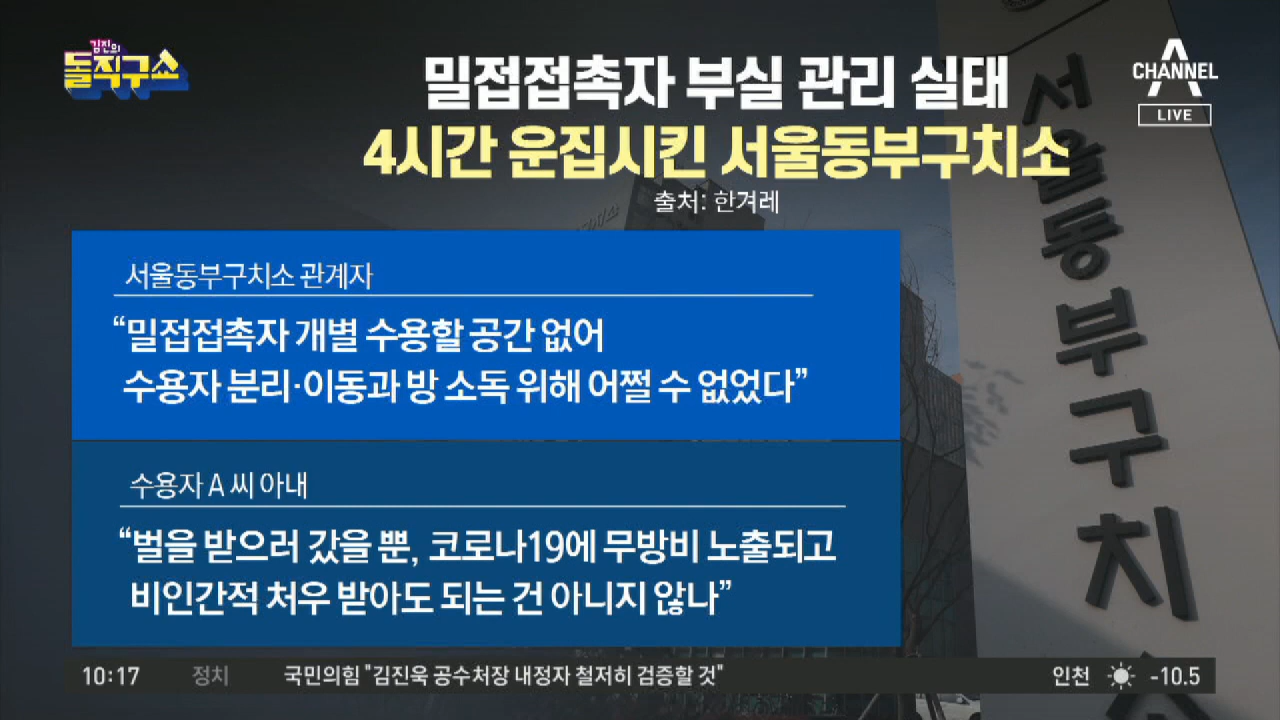 김진의
돌직구쇼
밀접접촉자 부실 관리 실태
4시간 운집시킨 서울동부구치소
출처: 한겨레
CHANNEL A
LIVE
서울동부구치소 관계자
“밀접접촉자 개별 수용할 공간 없어
수용자 분리·이동과 방 소독 위해 어쩔 수 없었다”
수용자 A 씨 아내
“벌을 받으러 갔을 뿐, 코로나19에 무방비 노출되고
비인간적 처우 받아도 되는 건 아니지 않나”
서울동부구치
10:17 정치 국민의힘 "김진욱 공수처장 내정자 철저히 검증할 것" 인천 -10.5